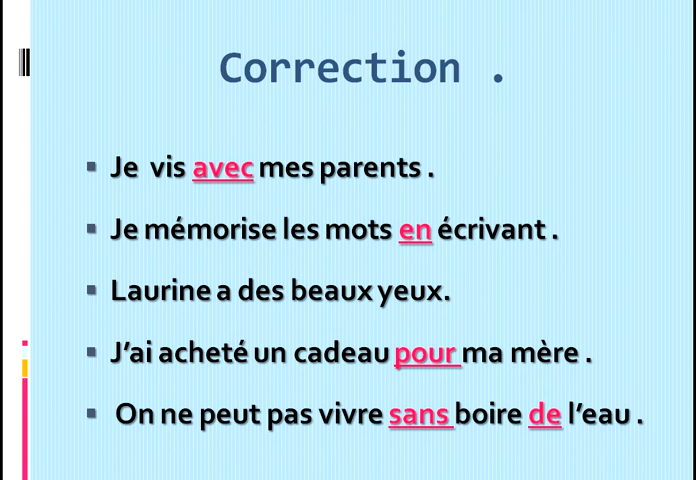 Correction .
Je vis avec mes parents .
Je mémorise les mots en écrivant .
Laurine a des beaux yeux.
J’ai acheté un cadeau pour ma mère .
On ne peut pas vivre sans boire de l’eau .